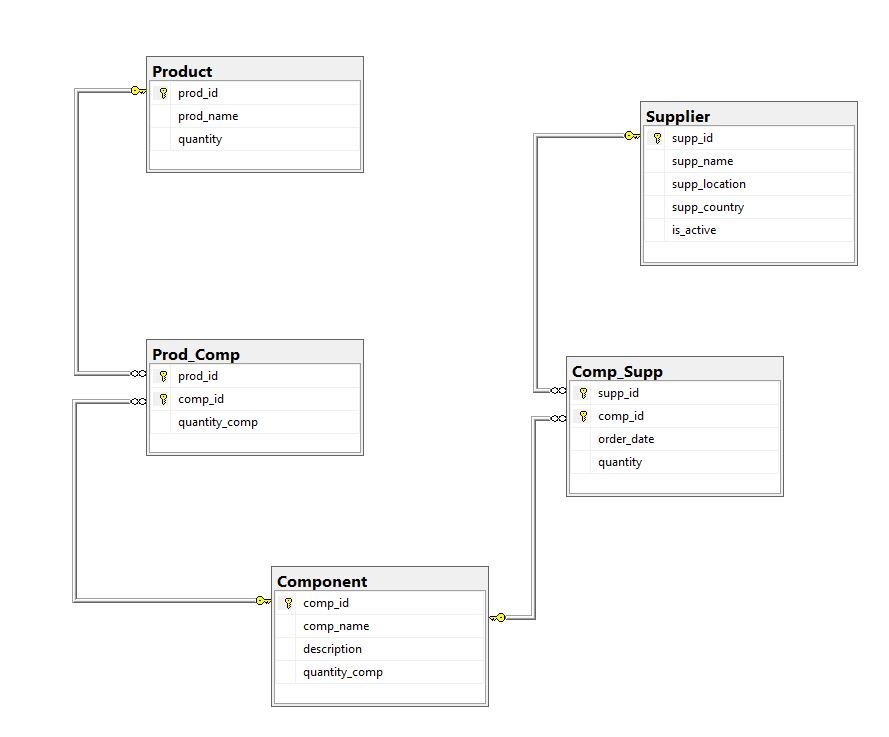 Product
prod_id
prod_name
quantity
Supplier
supp_id
supp_name
supp_location
supp_country
is_active
Prod_Comp
prod_id
comp_id
quantity_comp
Comp_Supp
supp_id
comp_id
order_date
quantity
Component
comp_id
comp_name
description
quantity_comp